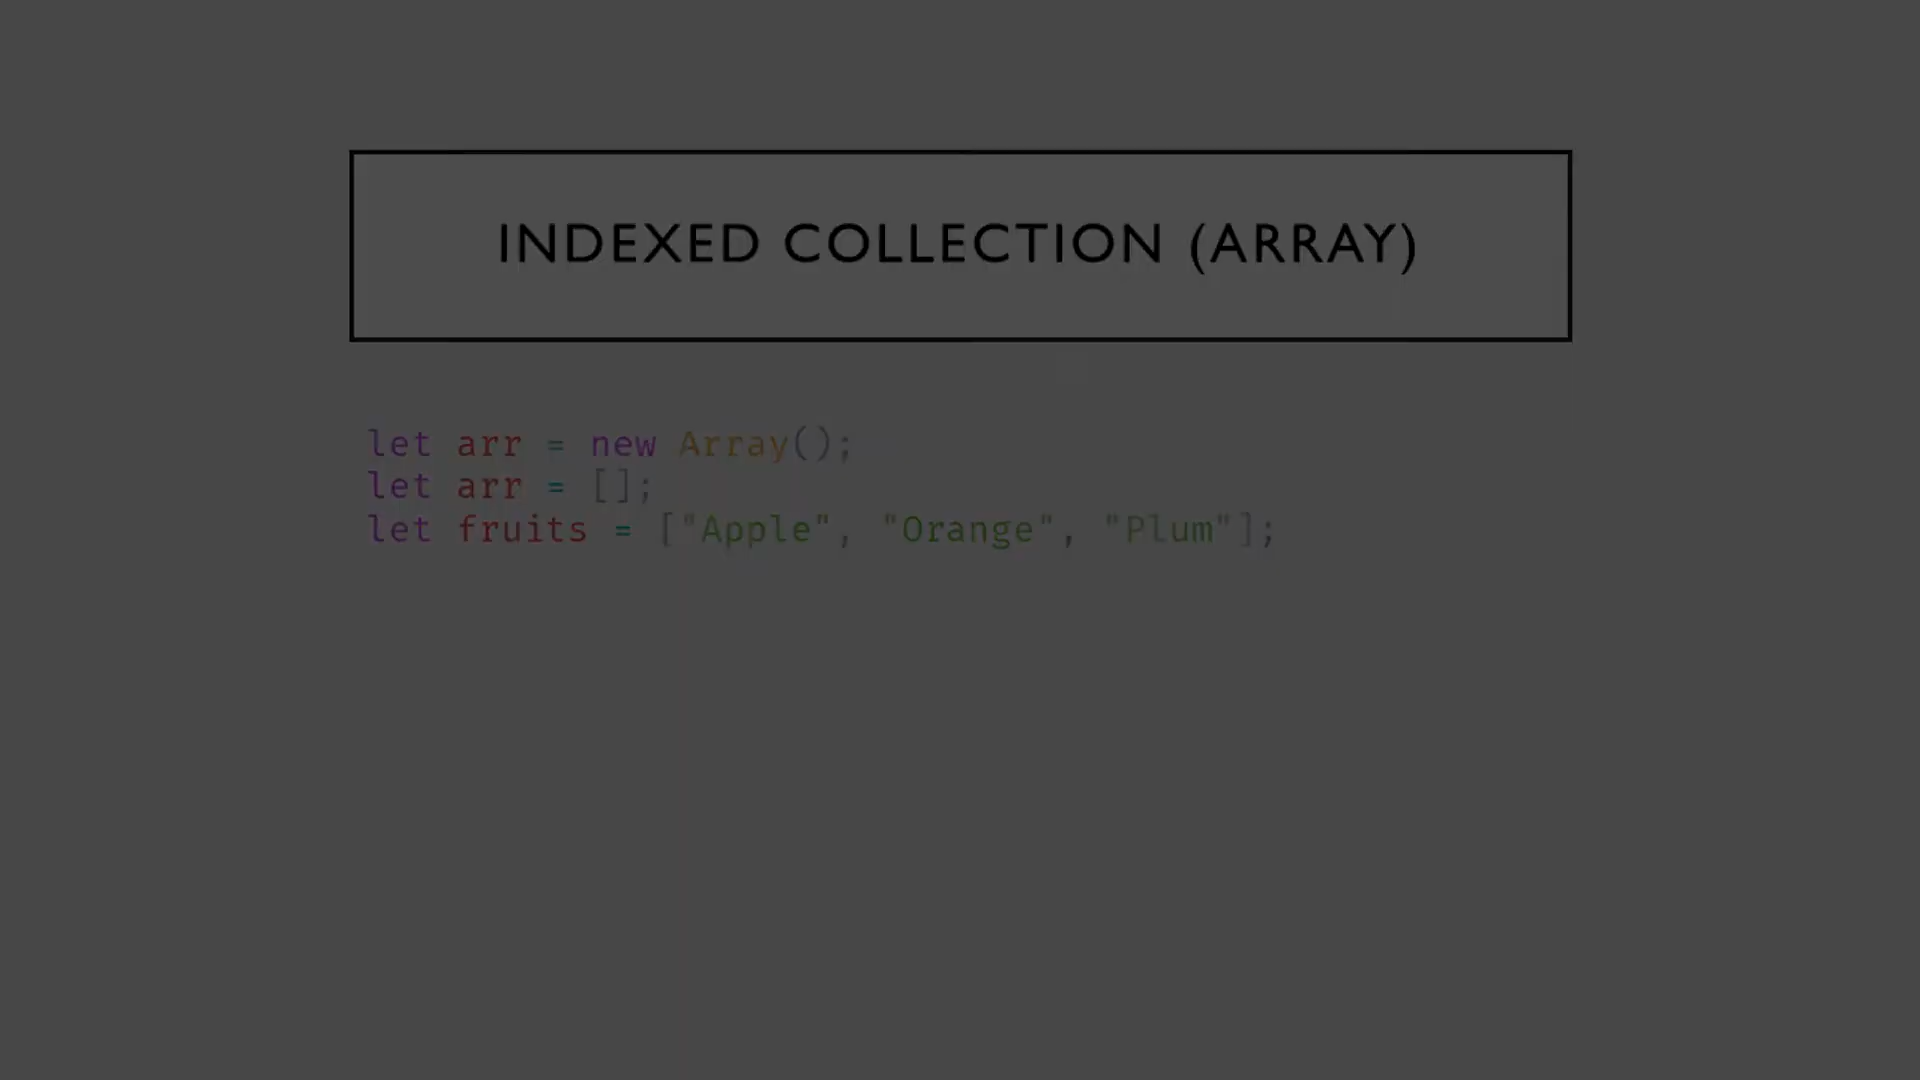 INDEXED COLLECTION (ARRAY)
let arr = new Array();
let arr = [];
let fruits = ["Apple", "Orange", "Plum"];